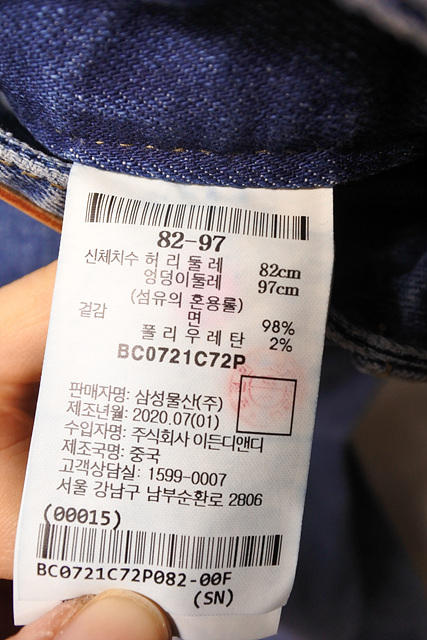 82-97
신체치수 허 리 둘 레 82cm
엉덩이둘레 97cm
(섬유의 혼용률)
겉감 면 98%
폴 리 우 레 탄 2%
BC0721C72P
판매자명: 삼성물산(주)
제조년월: 2020.07(01)
수입자명: 주식회사 이든디앤디
제조국명: 중국
고객상담실: 1599-0007
서울 강남구 남부순환로 2806
(00015)
BC0721C72P082-00F
(SN)